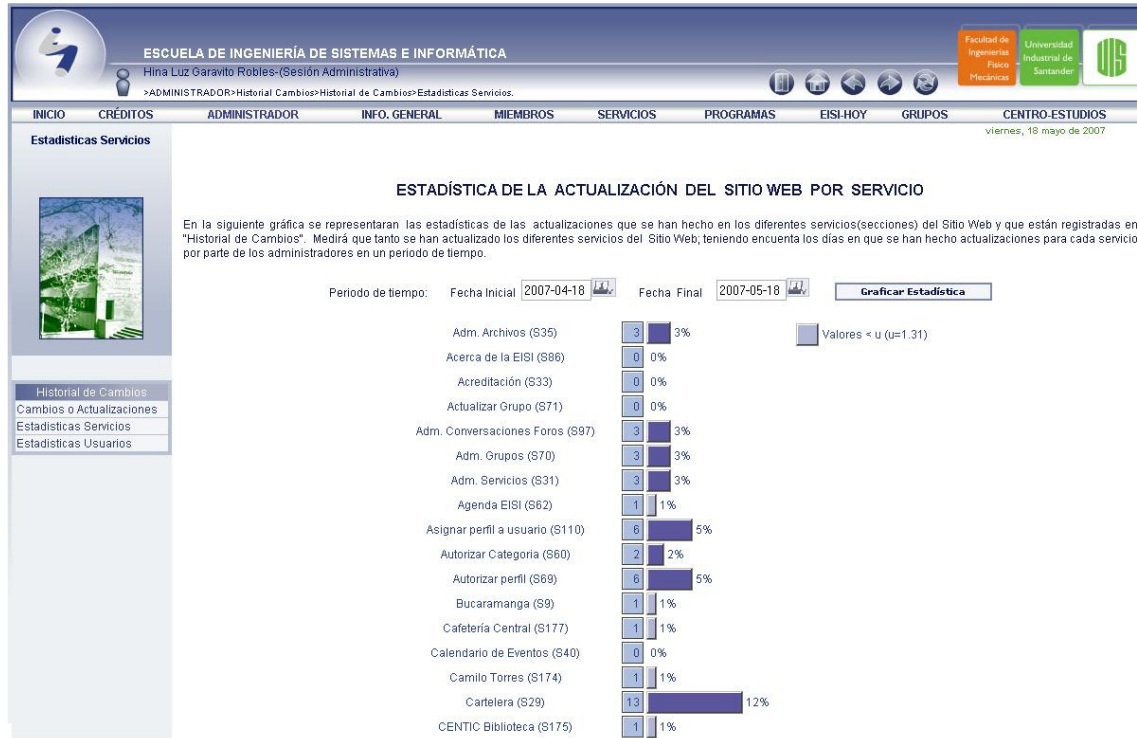 ESCUELA DE INGENIERÍA DE SISTEMAS E INFORMÁTICA
Hina Luz Garavito Robles-(Sesión Administrativa)
>ADMINISTRADOR>Historial Cambios>Historial de Cambios>Estadisticas Servicios.
Facultad de Ingenierías Físico Mecánicas
Universidad Industrial de Santander
INICIO CRÉDITOS ADMINISTRADOR INFO. GENERAL MIEMBROS SERVICIOS PROGRAMAS EISI-HOY GRUPOS CENTRO-ESTUDIOS
viernes, 18 mayo de 2007
Estadisticas Servicios
Historial de Cambios
Cambios o Actualizaciones
Estadisticas Servicios
Estadisticas Usuarios
ESTADÍSTICA DE LA ACTUALIZACIÓN DEL SITIO WEB POR SERVICIO
En la siguiente gráfica se representaran las estadísticas de las actualizaciones que se han hecho en los diferentes servicios(secciones) del Sitio Web y que están registradas en
"Historial de Cambios". Medirá que tanto se han actualizado los diferentes servicios del Sitio Web; teniendo encuenta los días en que se han hecho actualizaciones para cada servicio
por parte de los administradores en un periodo de tiempo.
Periodo de tiempo: Fecha Inicial 2007-04-18 Fecha Final 2007-05-18 Graficar Estadística
Valores < u (u=1.31)
Adm. Archivos (S35) 3 3%
Acerca de la EISI (S86) 0 0%
Acreditación (S33) 0 0%
Actualizar Grupo (S71) 0 0%
Adm. Conversaciones Foros (S97) 3 3%
Adm. Grupos (S70) 3 3%
Adm. Servicios (S31) 3 3%
Agenda EISI (S62) 1 1%
Asignar perfil a usuario (S110) 6 5%
Autorizar Categoria (S60) 2 2%
Autorizar perfil (S69) 6 5%
Bucaramanga (S9) 1 1%
Cafetería Central (S177) 1 1%
Calendario de Eventos (S40) 0 0%
Camilo Torres (S174) 1 1%
Cartelera (S29) 13 12%
CENTIC Biblioteca (S175) 1 1%